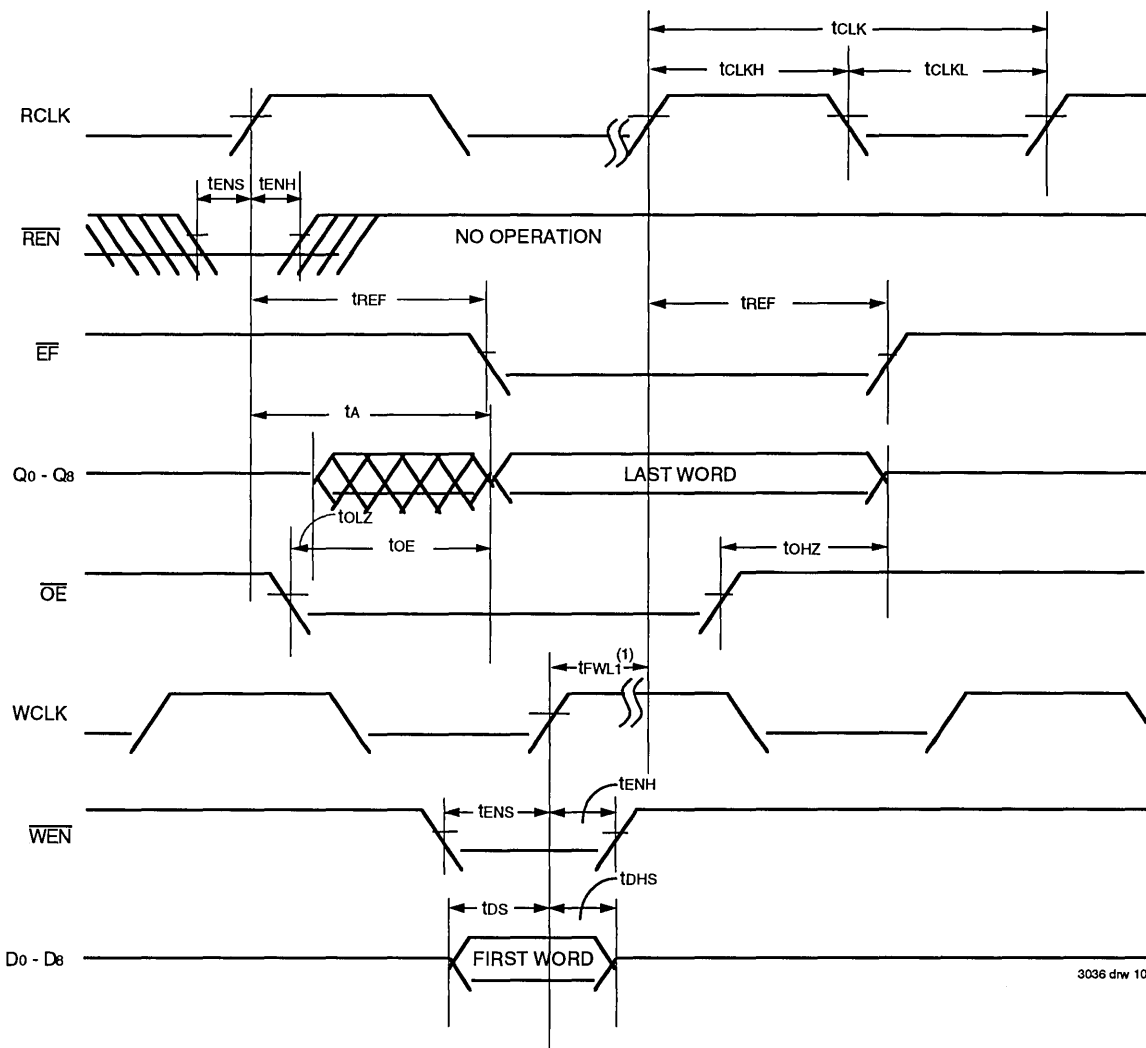 tCLK
tCLKH
tCLKL
RCLK
tENS
tENH
REN
NO OPERATION
tREF
tREF
EF
tA
Q0 - Q8
LAST WORD
tOLZ
tOE
tOHZ
OE
tFWL1(1)
WCLK
tENH
tENS
WEN
tDHS
tDS
D0 - D8
FIRST WORD
3036 drw 10